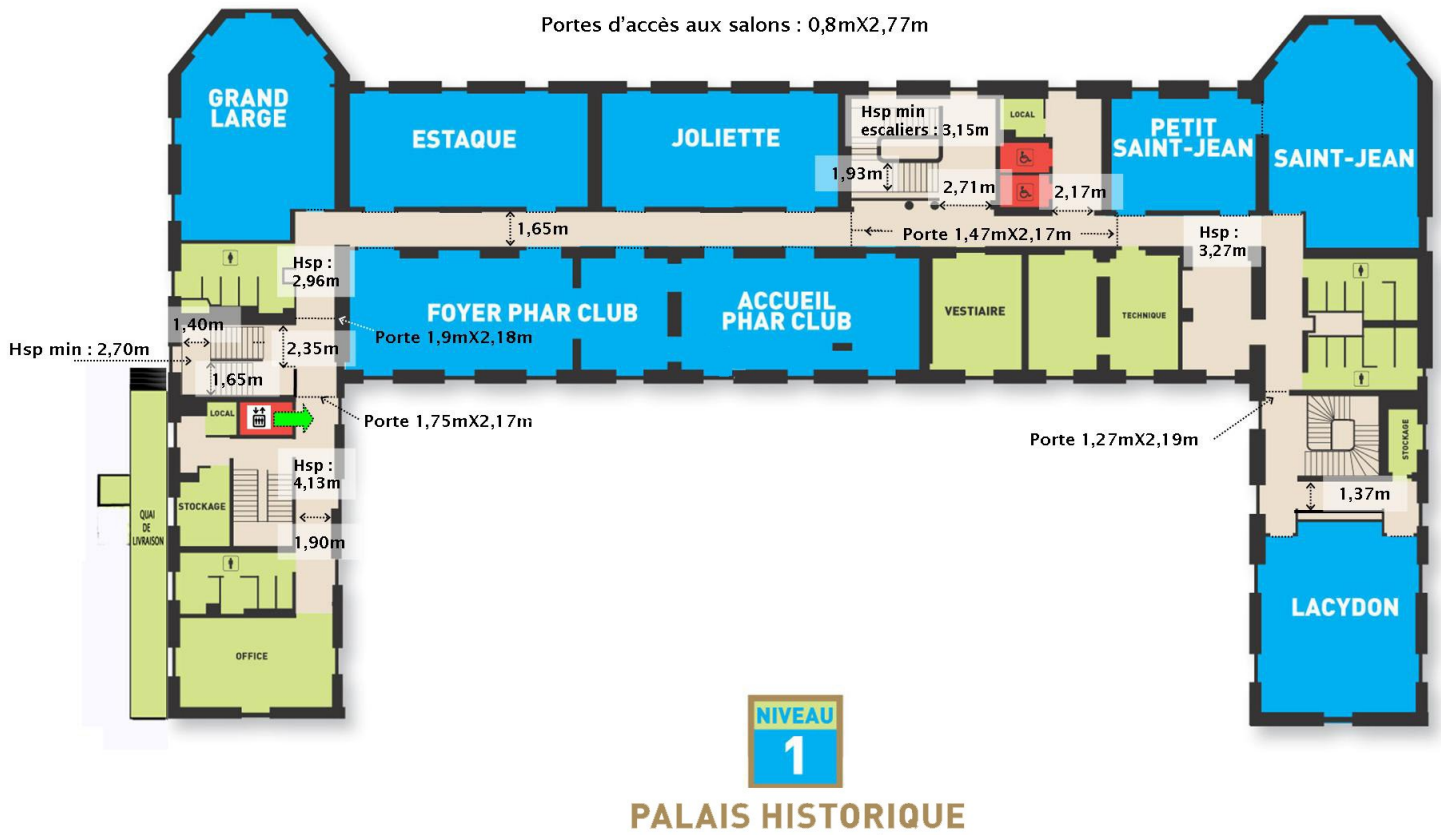 Portes d'accès aux salons : 0,8mX2,77m
GRAND
LARGE
ESTAQUE
JOLIETTE
Hsp min
escaliers : 3,15m
LOCAL
PETIT
SAINT-JEAN
SAINT-JEAN
1,93m
2,71m
2,17m
1,65m
Porte 1,47mX2,17m
Hsp :
3,27m
Hsp :
2,96m
FOYER PHAR CLUB
ACCUEIL
PHAR CLUB
VESTIAIRE
TECHNIQUE
1,40m
Porte 1,9mX2,18m
Hsp min : 2,70m
2,35m
1,65m
LOCAL
Porte 1,75mX2,17m
Porte 1,27mX2,19m
STOCKAGE
Hsp :
4,13m
STOCKAGE
1,37m
QUAI
DE
LIVRAISON
1,90m
LACYDON
OFFICE
NIVEAU
1
PALAIS HISTORIQUE